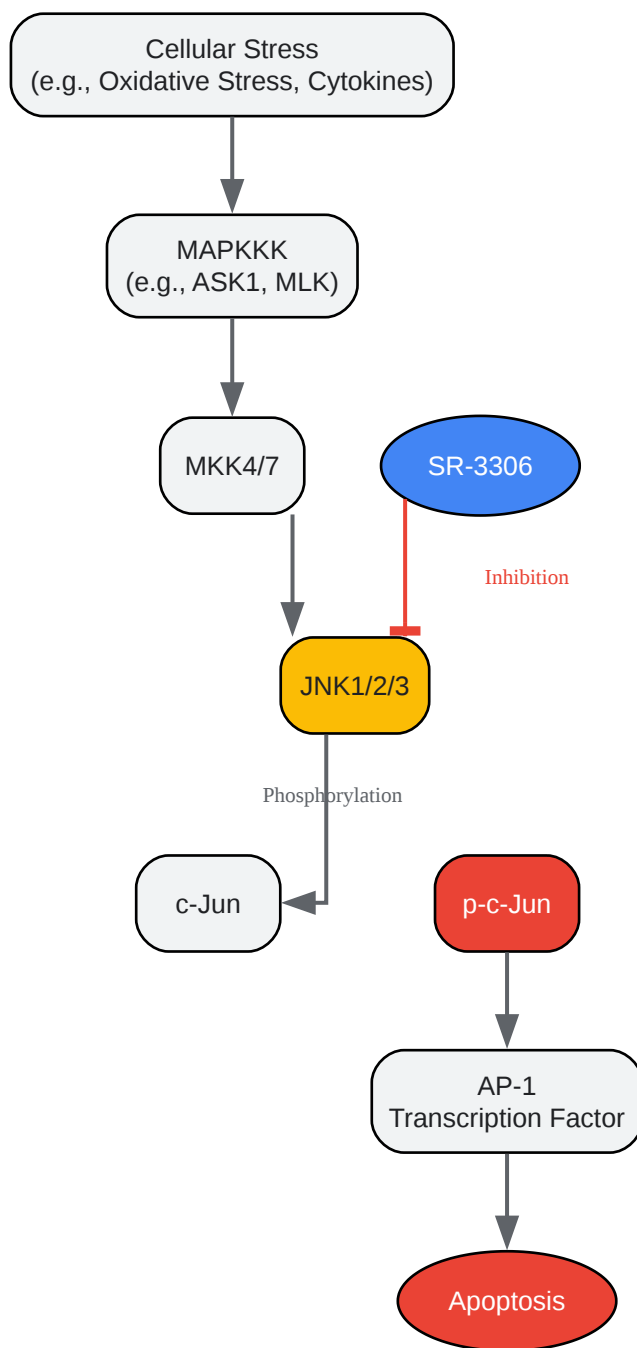 Cellular Stress
(e.g., Oxidative Stress, Cytokines)
MAPKKK
(e.g., ASK1, MLK)
MKK4/7
SR-3306
Inhibition
JNK1/2/3
Phosphorylation
c-Jun
p-c-Jun
AP-1
Transcription Factor
Apoptosis